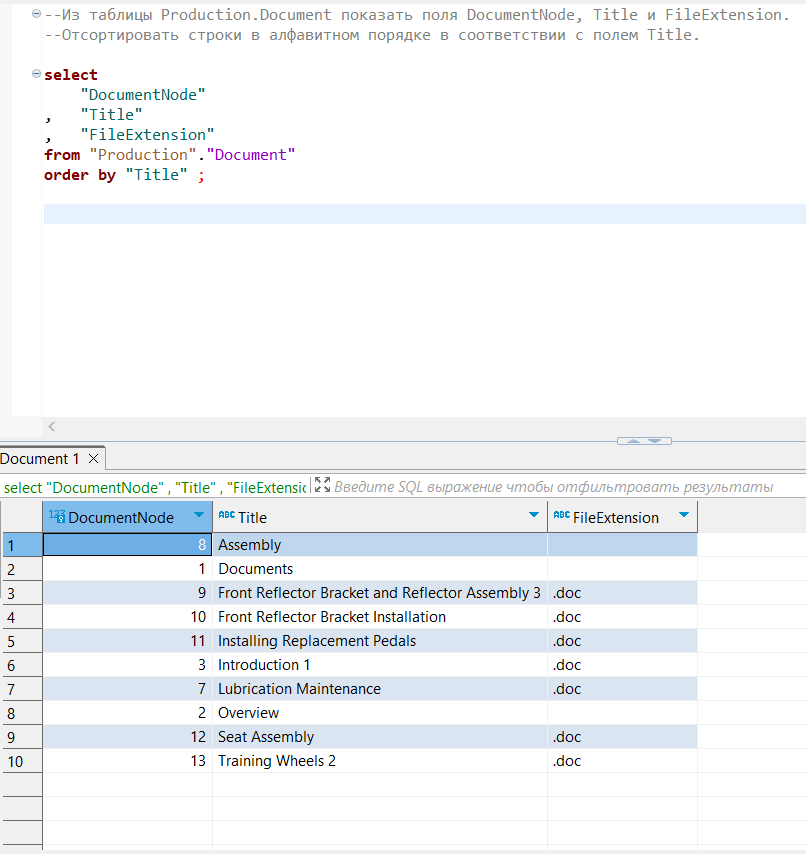 --Из таблицы Production.Document показать поля DocumentNode, Title и FileExtension.
--Отсортировать строки в алфавитном порядке в соответствии с полем Title.
select
"DocumentNode"
, "Title"
, "FileExtension"
from "Production"."Document"
order by "Title" ;
Document 1
select "DocumentNode" , "Title" , "FileExtensic Введите SQL выражение чтобы отфильтровать результаты
123 DocumentNode ABC Title ABC FileExtension
1 8 Assembly
2 1 Documents
3 9 Front Reflector Bracket and Reflector Assembly 3 .doc
4 10 Front Reflector Bracket Installation .doc
5 11 Installing Replacement Pedals .doc
6 3 Introduction 1 .doc
7 7 Lubrication Maintenance .doc
8 2 Overview
9 12 Seat Assembly .doc
10 13 Training Wheels 2 .doc